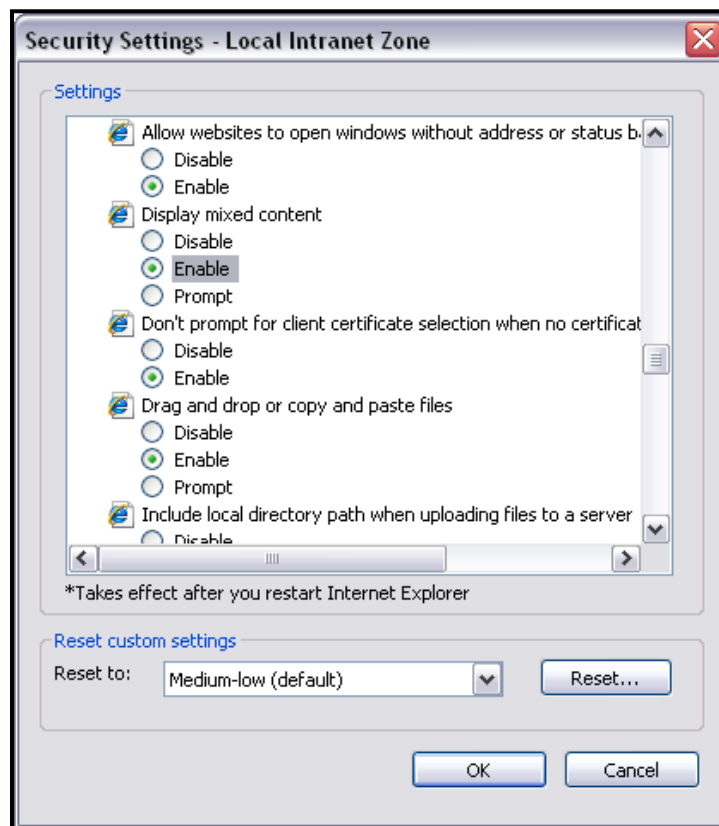 Security Settings - Local Intranet Zone
Settings
Allow websites to open windows without address or status
Disable
Enable
Display mixed content
Disable
Enable
Prompt
Don't prompt for client certificate selection when no
Disable
Enable
Drag and drop or copy and paste files
Disable
Enable
Prompt
Include local directory path when uploading files to a server
Disable
*Takes effect after you restart Internet Explorer
Reset custom settings
Reset to:
Medium-low (default)
Reset...
OK
Cancel